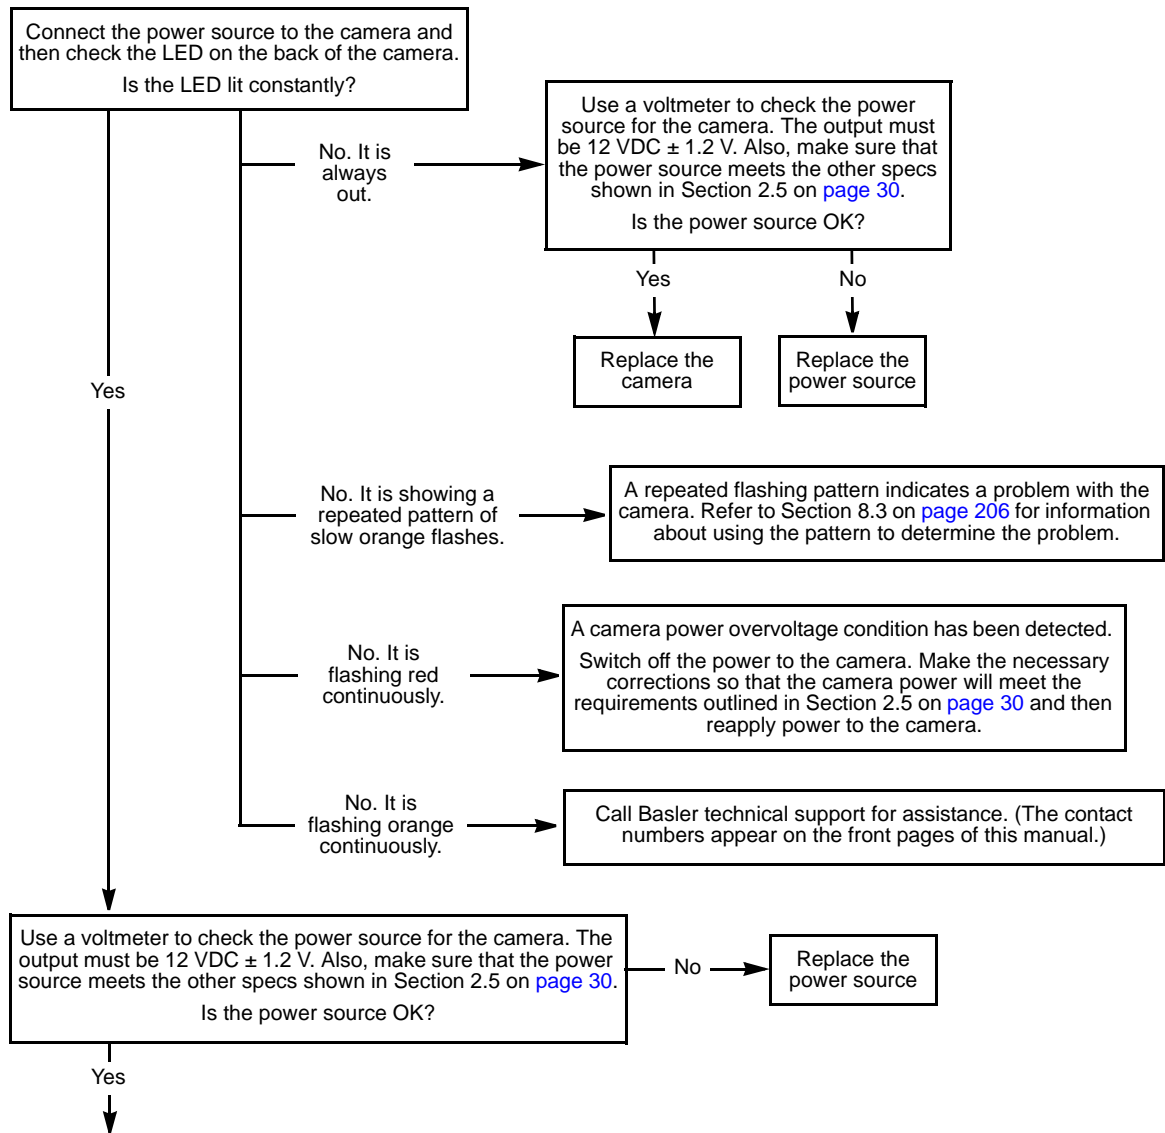 Connect the power source to the camera and
then check the LED on the back of the camera.
Is the LED lit constantly?
No. It is
always
out.
Use a voltmeter to check the power
source for the camera. The output must
be 12 VDC ± 1.2 V. Also, make sure that
the power source meets the other specs
shown in Section 2.5 on page 30.
Is the power source OK?
Yes
No
Replace the
camera
Replace the
power source
Yes
No. It is showing a
repeated pattern of
slow orange flashes.
A repeated flashing pattern indicates a problem with the
camera. Refer to Section 8.3 on page 206 for information
about using the pattern to determine the problem.
No. It is
flashing red
continuously.
A camera power overvoltage condition has been detected.
Switch off the power to the camera. Make the necessary
corrections so that the camera power will meet the
requirements outlined in Section 2.5 on page 30 and then
reapply power to the camera.
No. It is
flashing orange
continuously.
Call Basler technical support for assistance. (The contact
numbers appear on the front pages of this manual.)
Use a voltmeter to check the power source for the camera. The
output must be 12 VDC ± 1.2 V. Also, make sure that the power
source meets the other specs shown in Section 2.5 on page 30.
Is the power source OK?
No
Replace the
power source
Yes